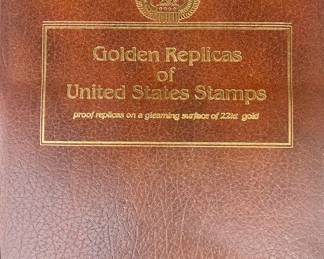 Golden Replicas
of
United States Stamps
proof replicas on a gleaming surface of 22kt gold